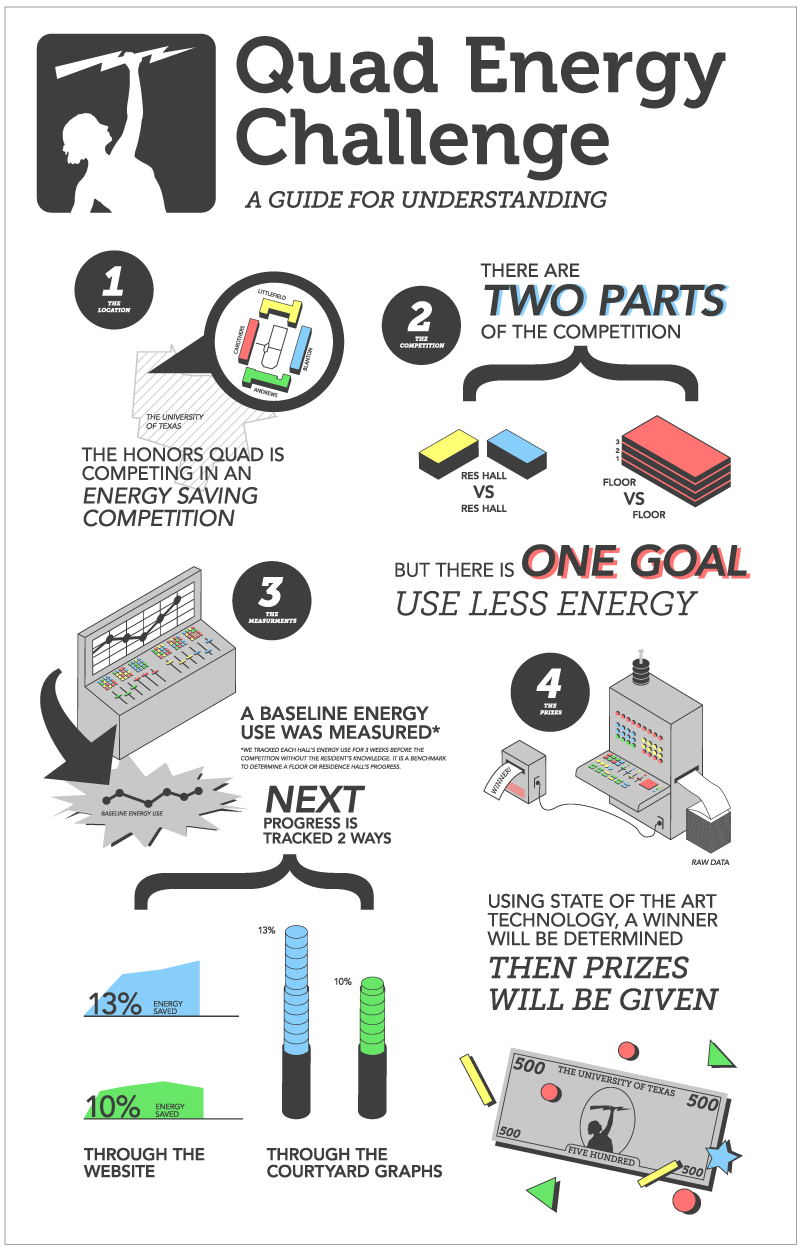 Quad Energy
Challenge
A GUIDE FOR UNDERSTANDING
1
THE
LOCATION
LITTLEFIELD
CAROTHERS
BLANTON
ANDREWS
THE UNIVERSITY
OF TEXAS
THE HONORS QUAD IS
COMPETING IN AN
ENERGY SAVING
COMPETITION
2
THE
COMPETITION
THERE ARE
TWO PARTS
OF THE COMPETITION
RES HALL
VS
RES HALL
3
2
1
FLOOR
VS
FLOOR
BUT THERE IS ONE GOAL
USE LESS ENERGY
3
THE
MEASURMENTS
A BASELINE ENERGY
USE WAS MEASURED*
*WE TRACKED EACH HALL'S ENERGY USE FOR 3 WEEKS BEFORE THE
COMPETITION WITHOUT THE RESIDENT'S KNOWLEDGE. IT IS A BENCHMARK
TO DETERMINE A FLOOR OR RESIDENCE HALL'S PROGRESS.
BASELINE ENERGY USE
NEXT
PROGRESS IS
TRACKED 2 WAYS
13% ENERGY
SAVED
10% ENERGY
SAVED
THROUGH THE
WEBSITE
13%
10%
THROUGH THE
COURTYARD GRAPHS
4
THE
PRIZES
WINNER!
RAW DATA
USING STATE OF THE ART
TECHNOLOGY, A WINNER
WILL BE DETERMINED
THEN PRIZES
WILL BE GIVEN
500
THE UNIVERSITY OF TEXAS
500
500
FIVE HUNDRED
500